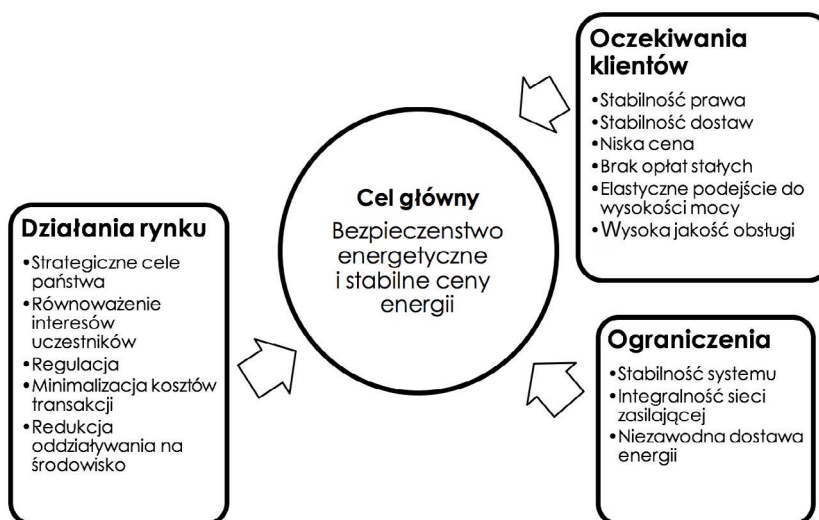 Oczekiwania
klientów
•Stabilność prawa
•Stabilność dostaw
•Niska cena
•Brak opłat stałych
•Elastyczne podejście do
wysokości mocy
•Wysoka jakość obsługi
Cel główny
Bezpieczenstwo
energetyczne
i stabilne ceny
energii
Działania rynku
•Strategiczne cele
państwa
•Równoważenie
interesów
uczestników
•Regulacja
•Minimalizacja kosztów
transakcji
•Redukcja
oddziaływania na
środowisko
Ograniczenia
•Stabilność systemu
•Integralność sieci
zasilającej
•Niezawodna dostawa
energii